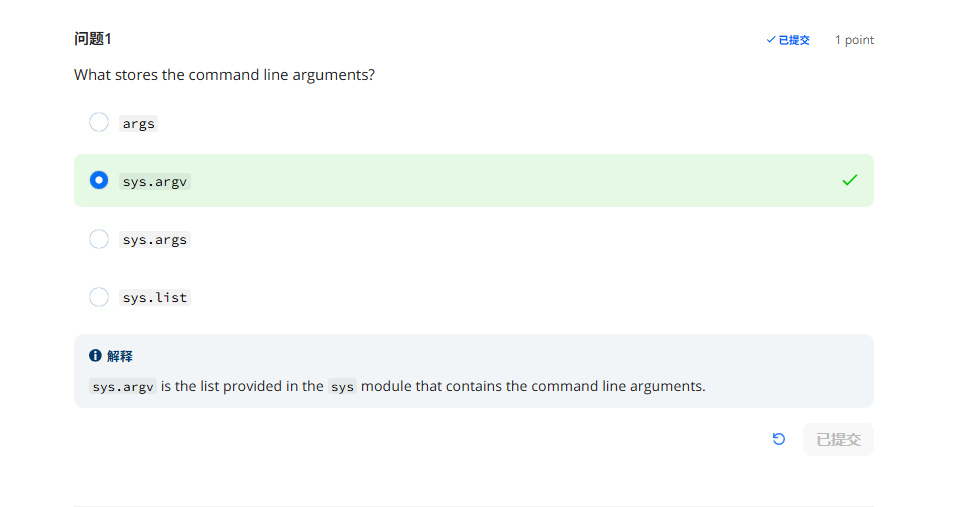 问题1
已提交 1 point
What stores the command line arguments?
args
sys.argv
sys.args
sys.list
解释
sys.argv is the list provided in the sys module that contains the command line arguments.
已提交